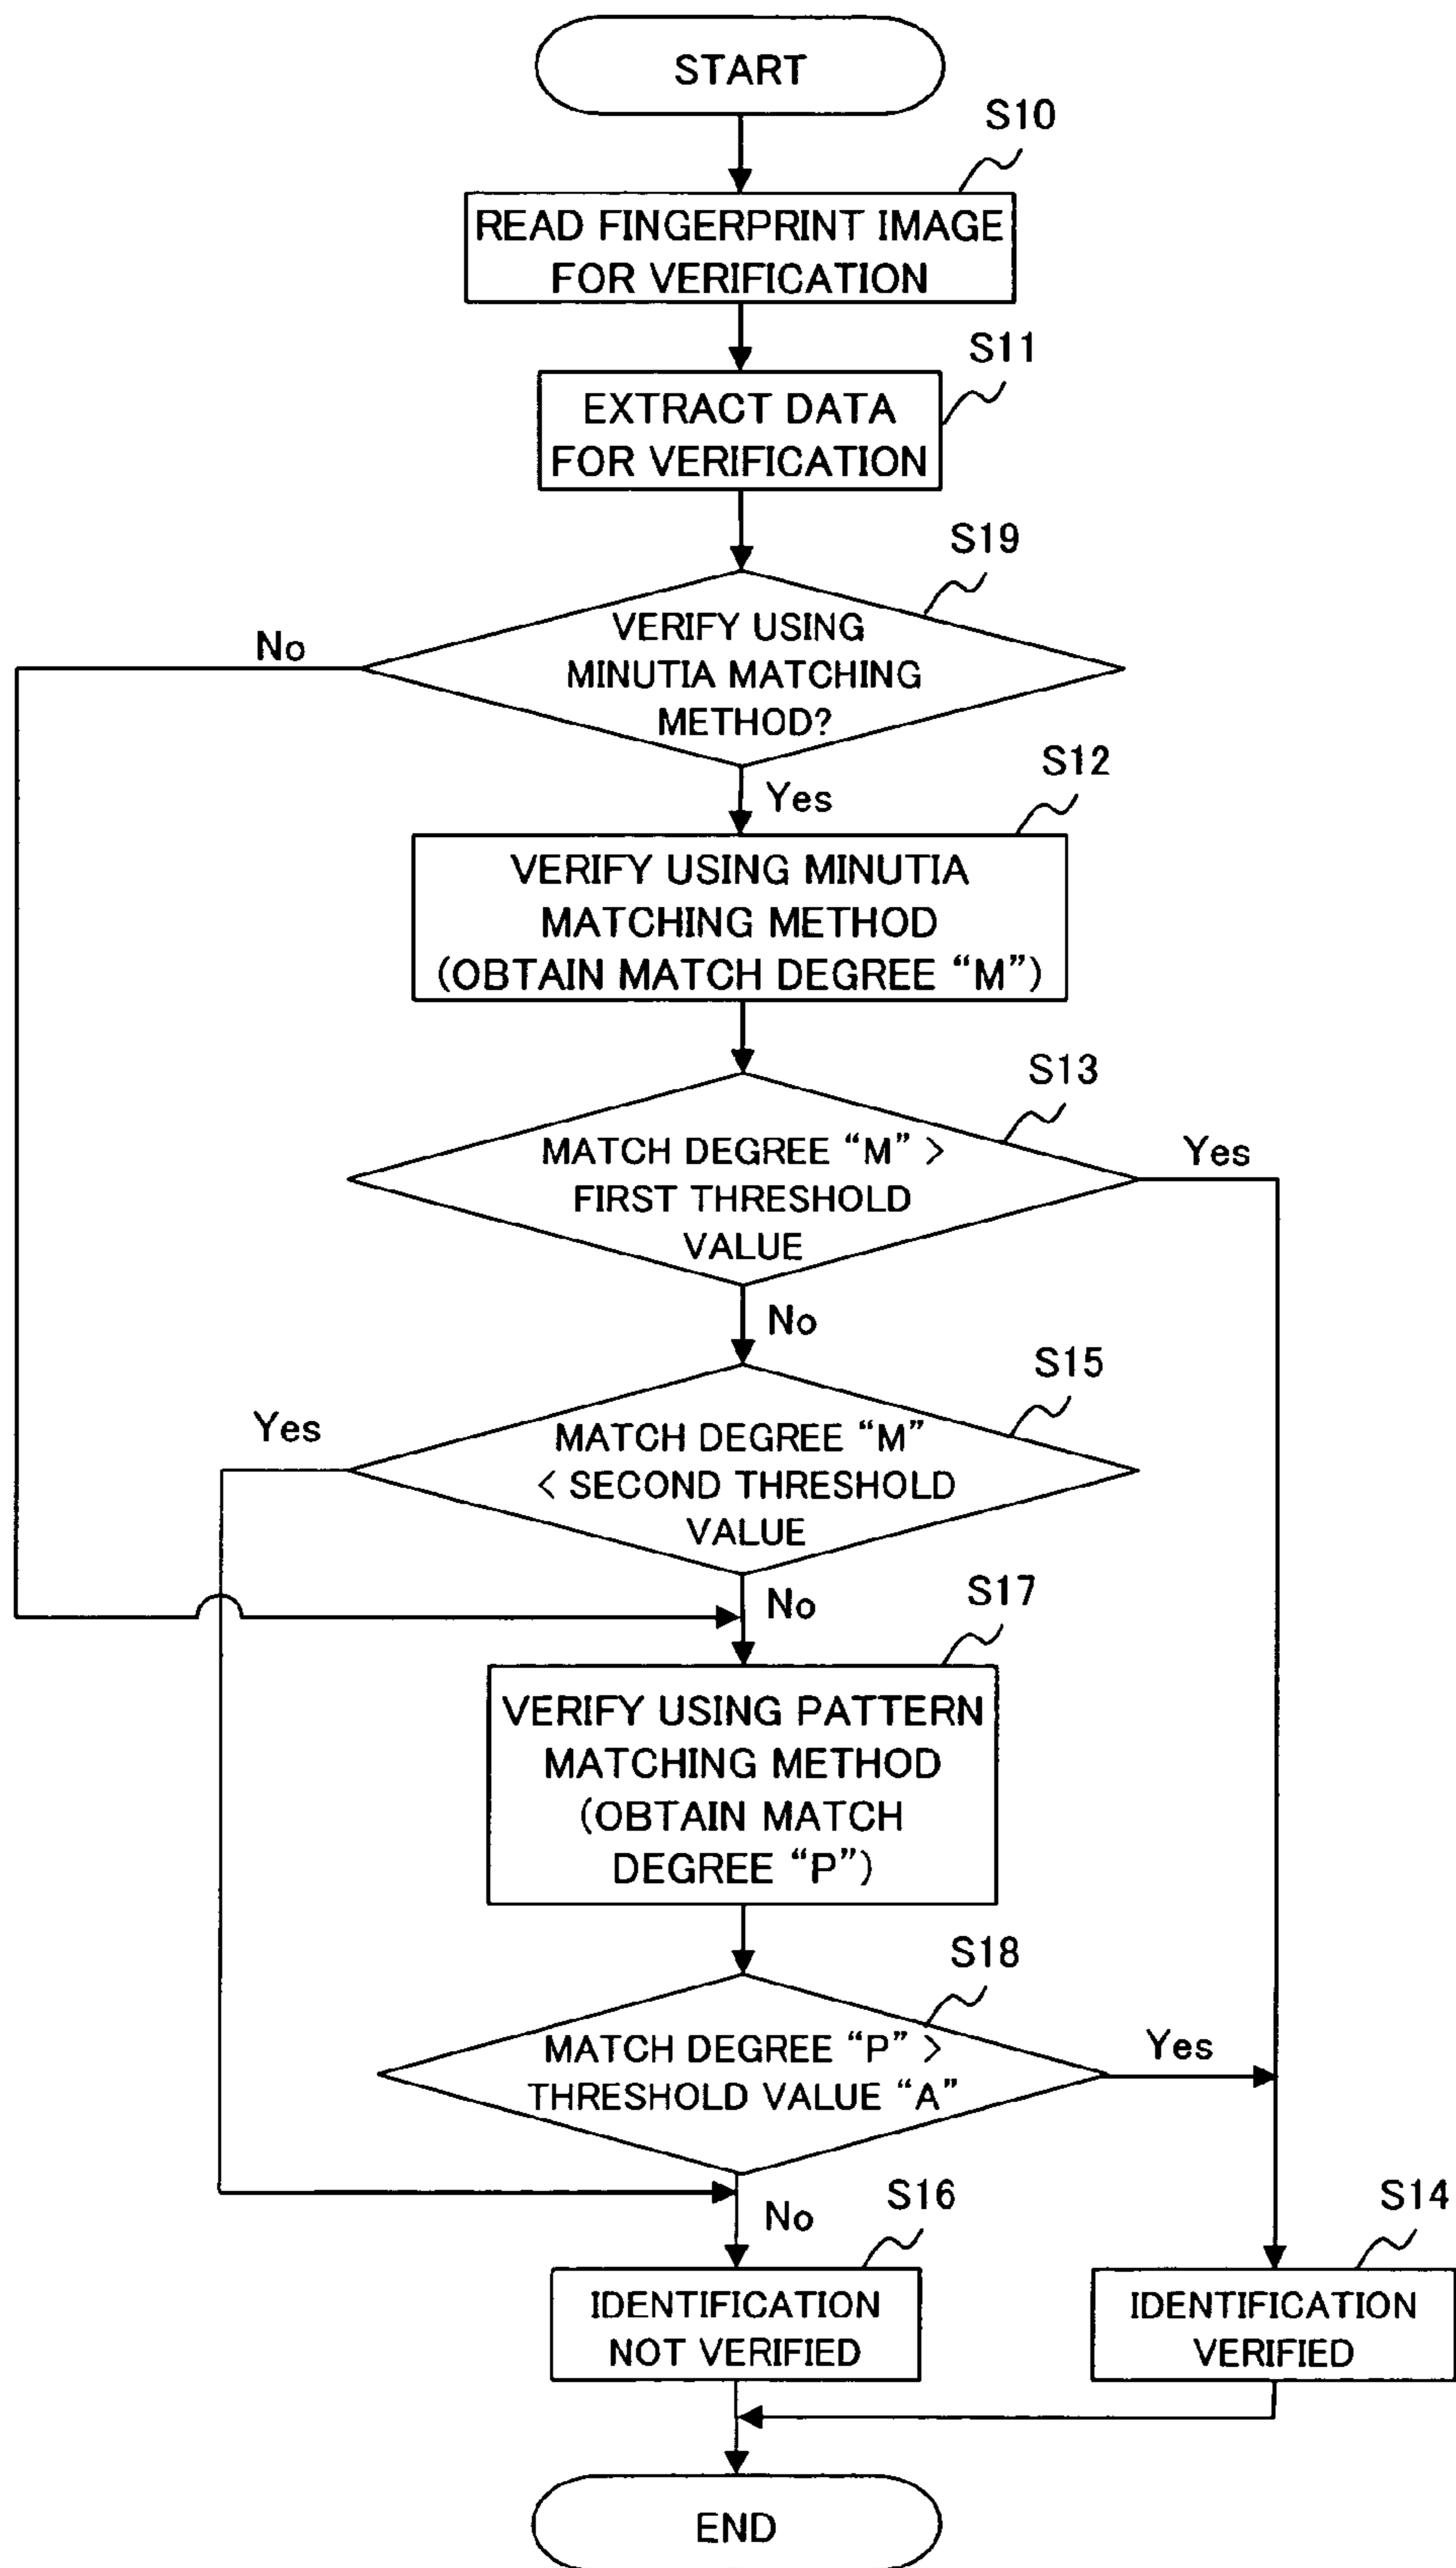 START
S10
READ FINGERPRINT IMAGE
FOR VERIFICATION
S11
EXTRACT DATA
FOR VERIFICATION
S19
VERIFY USING
MINUTIA MATCHING
METHOD?
No
Yes
S12
VERIFY USING MINUTIA
MATCHING METHOD
(OBTAIN MATCH DEGREE “M”)
S13
MATCH DEGREE “M” >
FIRST THRESHOLD
VALUE
Yes
No
S15
MATCH DEGREE “M”
< SECOND THRESHOLD
VALUE
Yes
No
S17
VERIFY USING PATTERN
MATCHING METHOD
(OBTAIN MATCH
DEGREE “P”)
S18
MATCH DEGREE “P” >
THRESHOLD VALUE “A”
Yes
No
S16
IDENTIFICATION
NOT VERIFIED
S14
IDENTIFICATION
VERIFIED
END